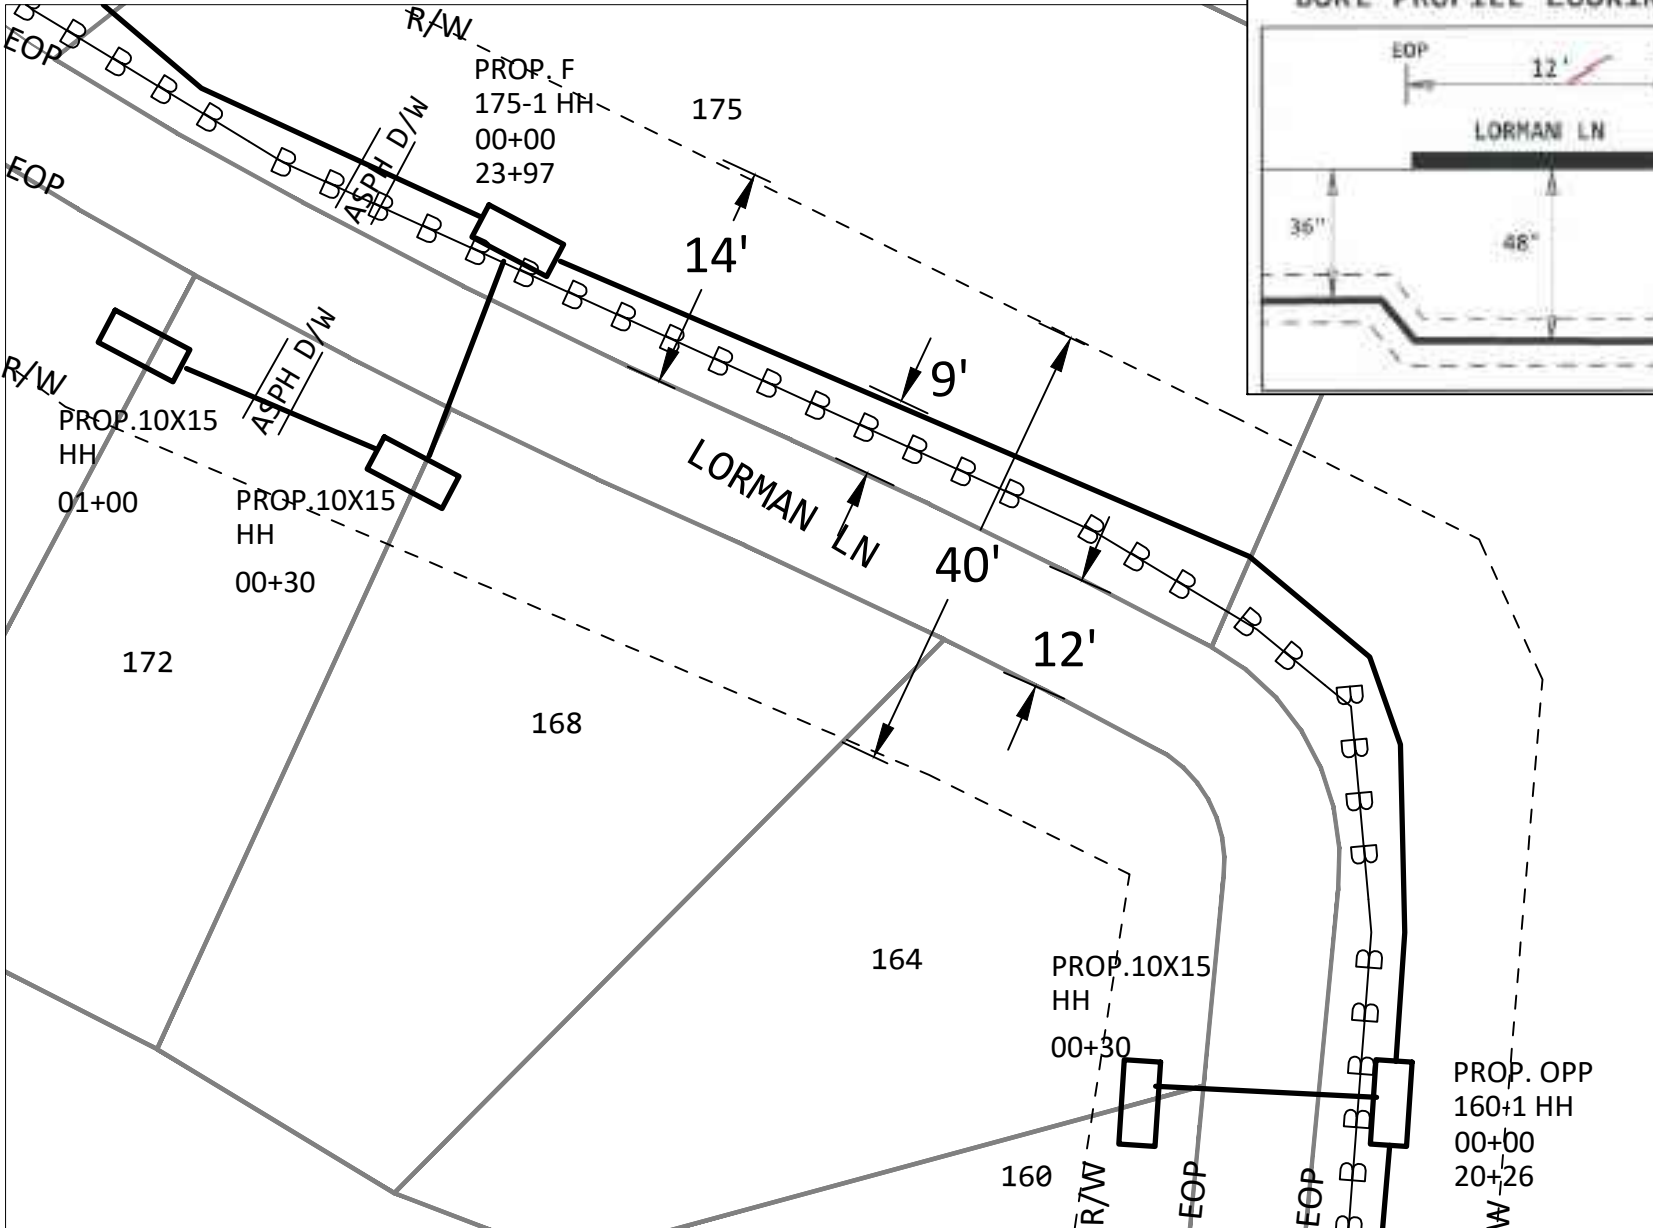 R/W
EOP
PROP. F
175-1 HH
00+00
23+97
175
ASPH D/W
EOP
14'
R/W
ASPH D/W
PROP.10X15
HH
01+00
PROP.10X15
HH
00+30
9'
LORMAN LN
40'
12'
172
168
164
PROP.10X15
HH
00+30
160
R/W
EOP
EOP
PROP. OPP
160-1 HH
00+00
20+26
EOP
12'
LORMAN LN
36"
48"
B B B B B B B B B B B B B B B B B B B B B B B B B B B B B B B B B B B B B B